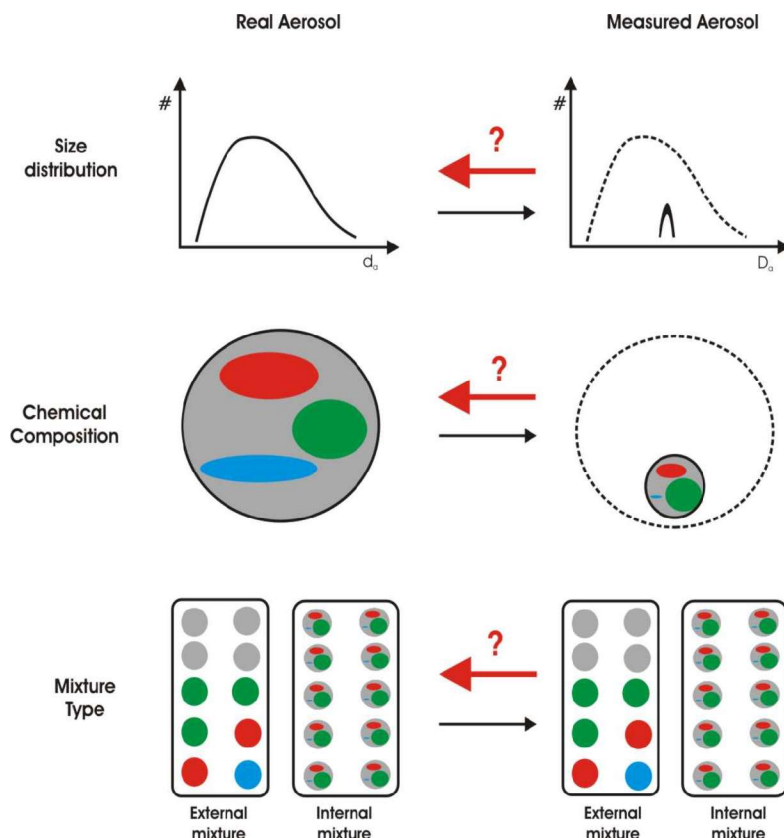 Real Aerosol
Measured Aerosol
Size
distribution
#
dₐ
?
#
Dₐ
Chemical
Composition
?
Mixture
Type
?
External
mixture
Internal
mixture
External
mixture
Internal
mixture